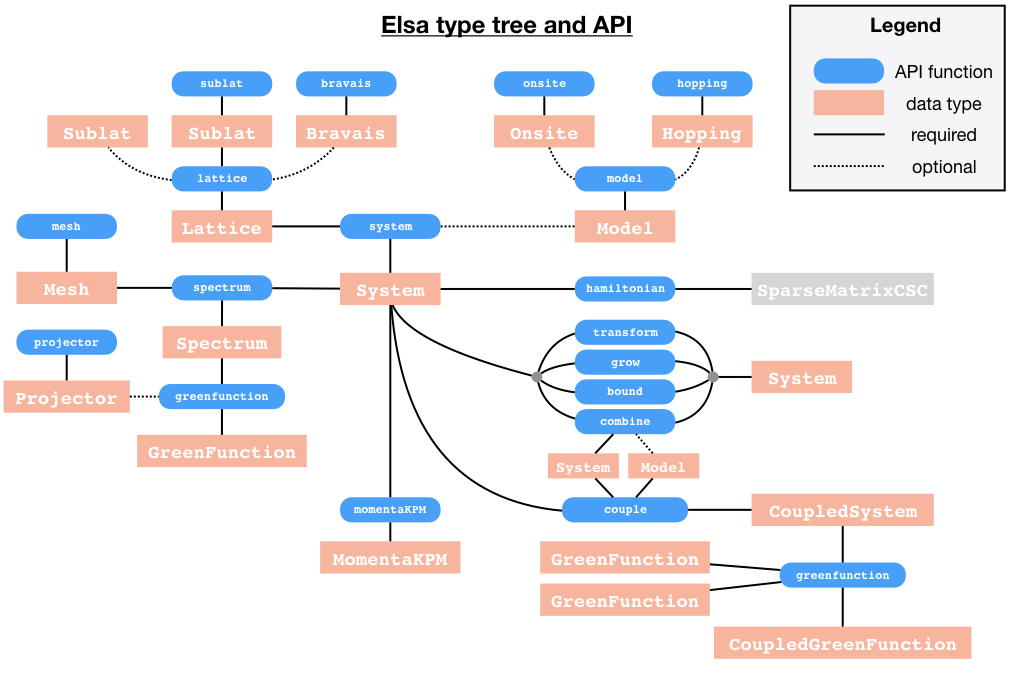 Elsa type tree and API
Legend
API function
data type
required
optional
sublat
bravais
onsite
hopping
Sublat
Sublat
Bravais
Onsite
Hopping
lattice
model
mesh
Lattice
system
Model
Mesh
spectrum
System
hamiltonian
SparseMatrixCSC
projector
Spectrum
transform
grow
bound
combine
System
Projector
greenfunction
GreenFunction
System
Model
momentaKPM
couple
CoupledSystem
MomentaKPM
GreenFunction
GreenFunction
greenfunction
CoupledGreenFunction